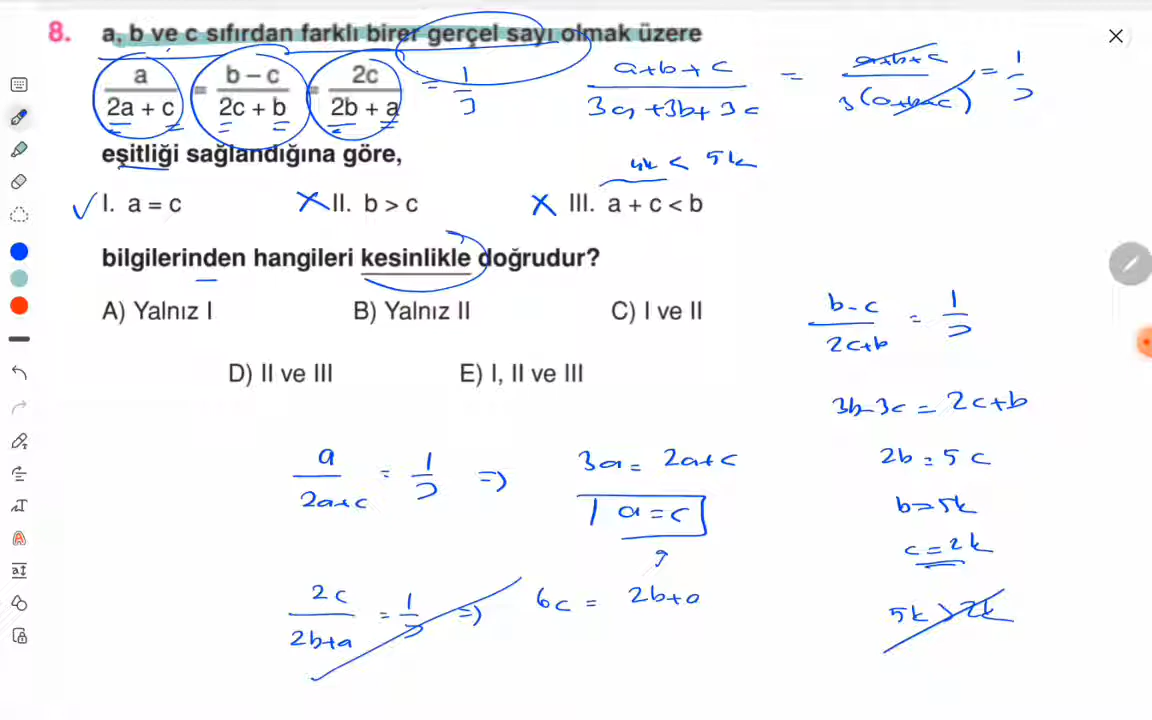 8. a, b ve c sıfırdan farklı birer gerçel sayı olmak üzere
a / 2a + c = b – c / 2c + b = 2c / 2b + a = 1/3
a+b+c / 3a+3b+3c = a+b+c / 3(a+b+c) = 1/3
eşitliği sağlandığına göre,
4k < 5k
✓ I. a = c X II. b > c X III. a + c < b
bilgilerinden hangileri kesinlikle doğrudur?
A) Yalnız I B) Yalnız II C) I ve II
D) II ve III E) I, II ve III
b-c / 2c+b = 1/3
3b-3c = 2c+b
2b = 5c
b=5k
c=2k
5k > 2k
a / 2a+c = 1/3 => 3a = 2a+c
a=c
2c / 2b+a = 1/3 => 6c = 2b+a